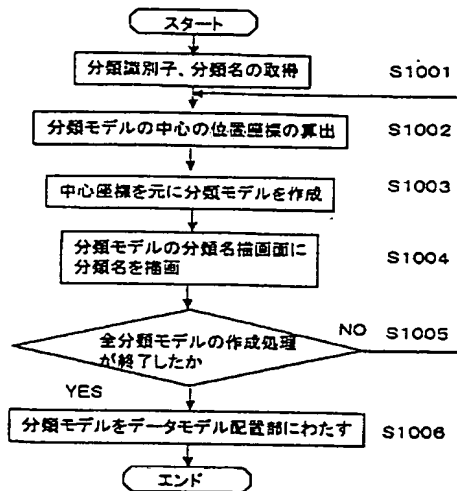 スタート
分類識別子、分類名の取得
S1001
分類モデルの中心の位置座標の算出
S1002
中心座標を元に分類モデルを作成
S1003
分類モデルの分類名描画面に
分類名を描画
S1004
全分類モデルの作成処理
が終了したか
NO
S1005
YES
分類モデルをデータモデル配置部にわたす
S1006
エンド